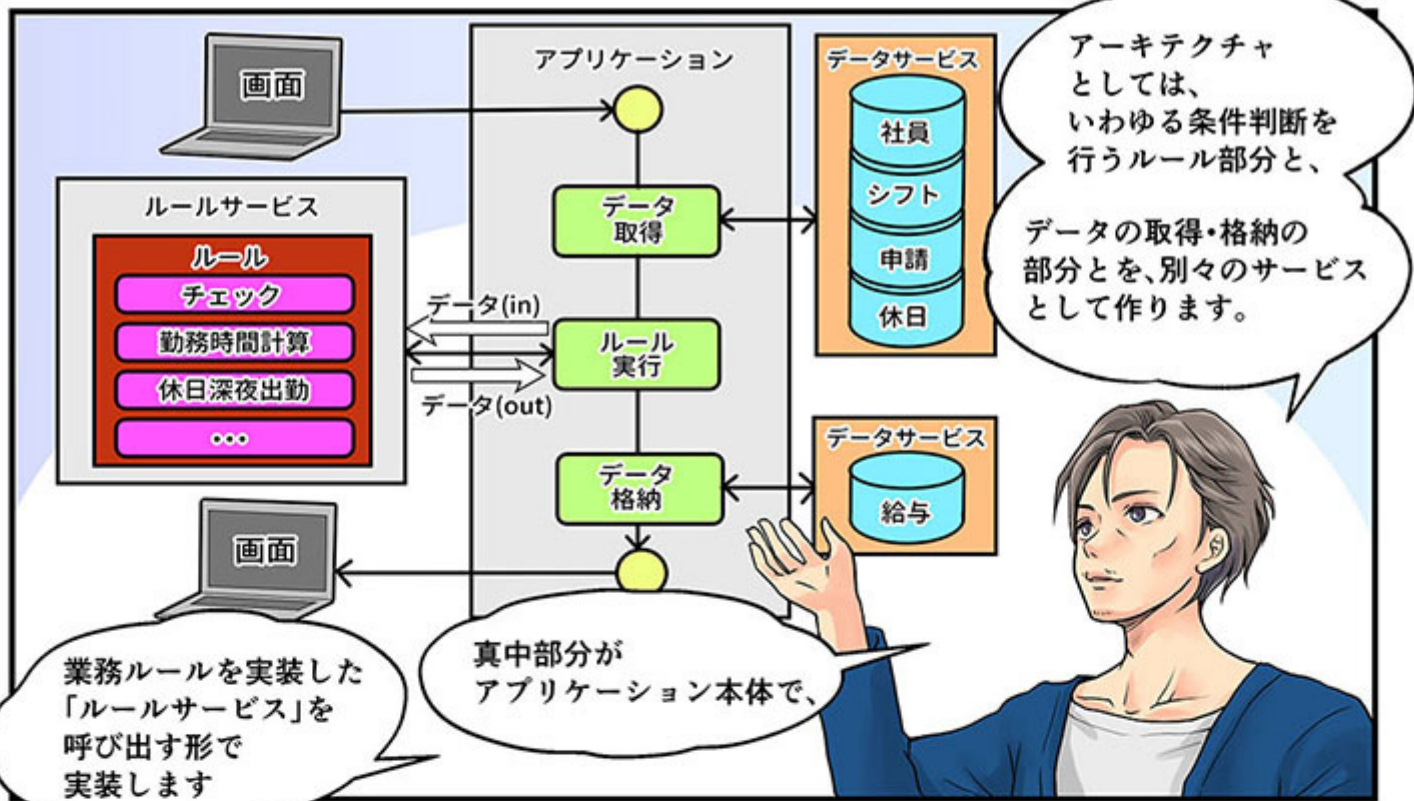 アーキテクチャ
としては、
いわゆる条件判断を
行うルール部分と、
データの取得・格納の
部分とを、別々のサービス
として作ります。
画面
アプリケーション
データサービス
社員
シフト
申請
休日
データ
取得
ルールサービス
ルール
チェック
勤務時間計算
休日深夜出勤
•••
データ(in)
データ(out)
ルール
実行
データ
格納
データサービス
給与
画面
真中部分が
アプリケーション本体で、
業務ルールを実装した
「ルールサービス」を
呼び出す形で
実装します